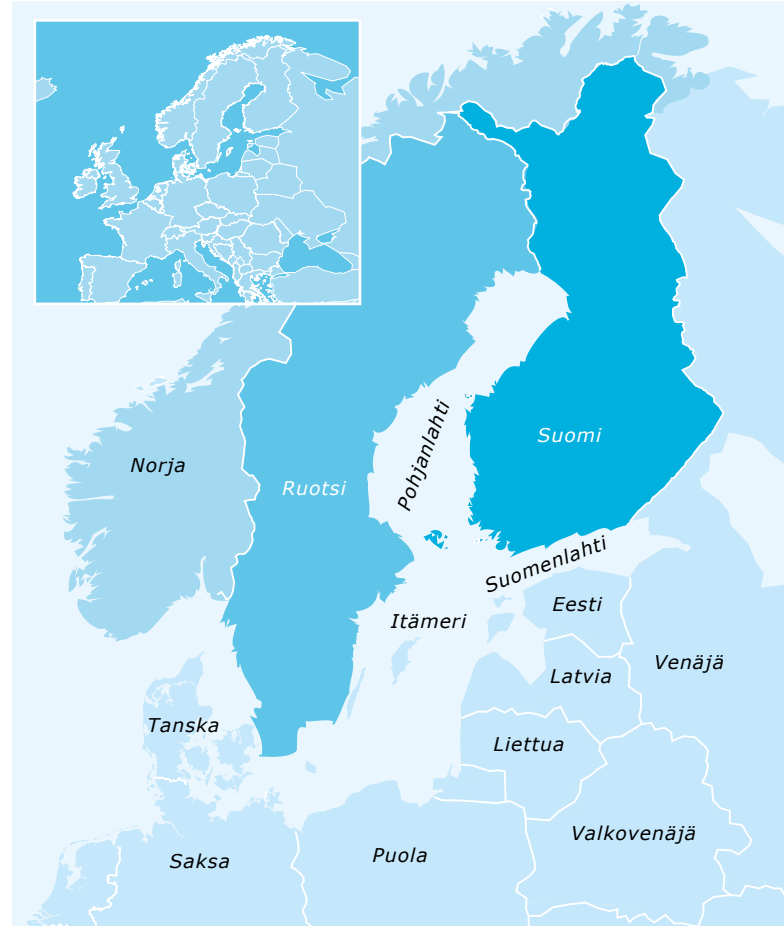 Pohjanlahti
Suomi
Norja
Ruotsi
Suomenlahti
Eesti
Itämeri
Venäjä
Latvia
Tanska
Liettua
Valkovenäjä
Puola
Saksa